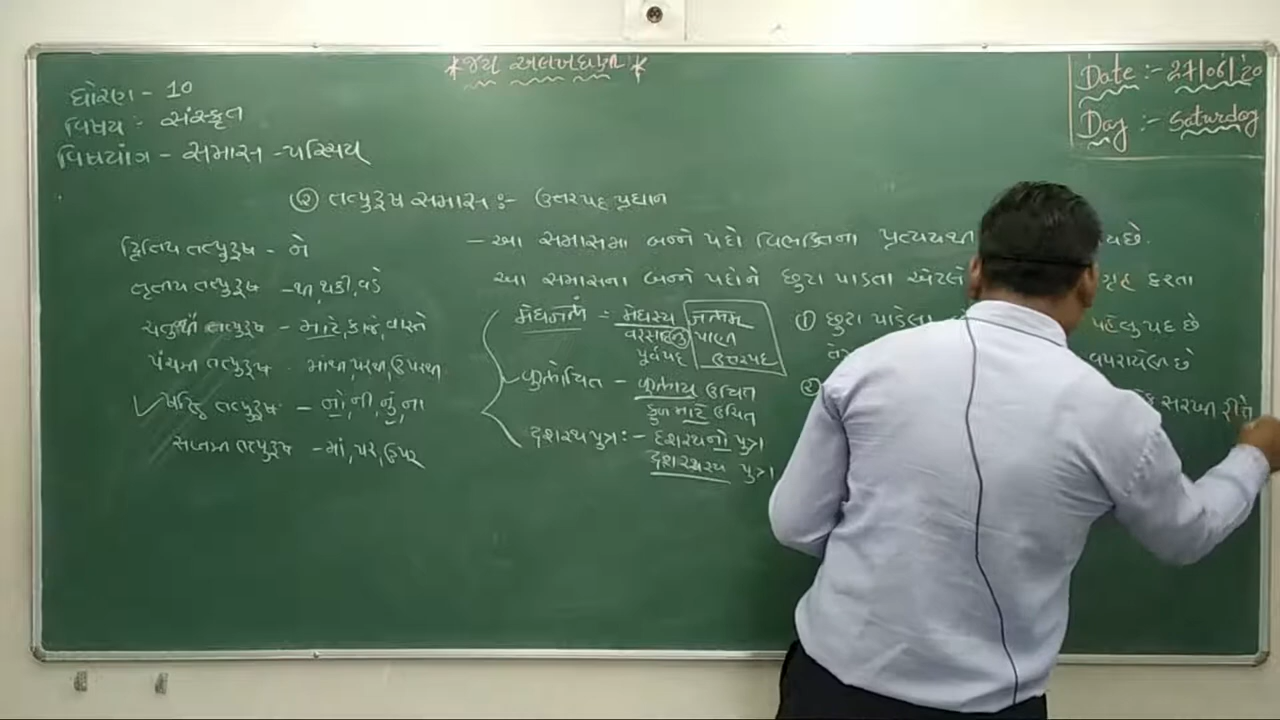 *જય અલખધણી*
Date :- 27/06/20
Day :- Saturday
ધોરણ - 10
વિષય : સંસ્કૃત
વિષયાંગ - સમાસ -પરિચય
② તત્પુરૂષ સમાસ :- ઉત્તરપદ પ્રધાન
દ્વિતિય તત્પુરૂષ - ને
તૃતીય તત્પુરૂષ - થી, થકી, વડે
ચતુર્થી તત્પુરૂષ - માટે, કાજે, વાસ્તે
પંચમી તત્પુરૂષ - માંથી, પરથી, ઉપરથી
ષષ્ઠિ તત્પુરૂષ - નો, ની, નું, ના
સપ્તમી તત્પુરૂષ - માં, પર, ઉપર
- આ સમાસમા બન્ને પદો વિભક્તિના પ્રત્યયથી છે.
આ સમાસના બન્ને પદોને છુટા પાડતા એટલે કરતા
મેઘજલં = મેઘસ્ય જલમ્
વરસાદનું પાણી
પૂર્વપદ ઉત્તરપદ
- ઉચિત
માટે ઉચિત
દશરથપુત્ર :- દશરથનો પુત્ર
દશરથસ્ય પુત્ર
① છુટા પાડેલા પહેલુ પદ છે
વપરાયેલ છે
② સરખી રીતે